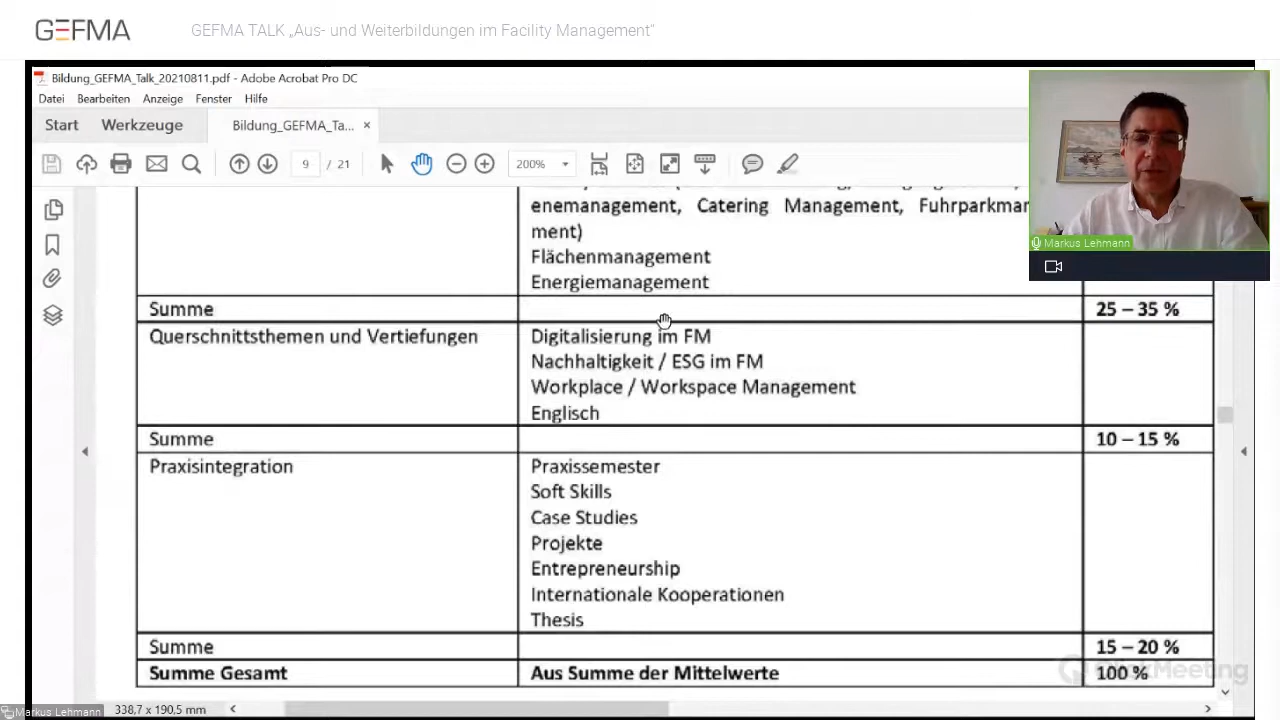 GEFMA
GEFMA TALK „Aus- und Weiterbildungen im Facility Management“
Bildung_GEFMA_Talk_20210811.pdf - Adobe Acrobat Pro DC
Datei Bearbeiten Anzeige Fenster Hilfe
Start Werkzeuge Bildung_GEFMA_Ta... ×
9 / 21 200%
enemanagement, Catering Management, Fuhrparkmar
ment)
Flächenmanagement
Energiemanagement
Markus Lehmann
Summe 25 – 35 %
Querschnittsthemen und Vertiefungen Digitalisierung im FM
Nachhaltigkeit / ESG im FM
Workplace / Workspace Management
Englisch
Summe 10 – 15 %
Praxisintegration Praxissemester
Soft Skills
Case Studies
Projekte
Entrepreneurship
Internationale Kooperationen
Thesis
Summe 15 – 20 %
Summe Gesamt Aus Summe der Mittelwerte 100 %
ClickMeeting
Markus Lehmann 338,7 x 190,5 mm